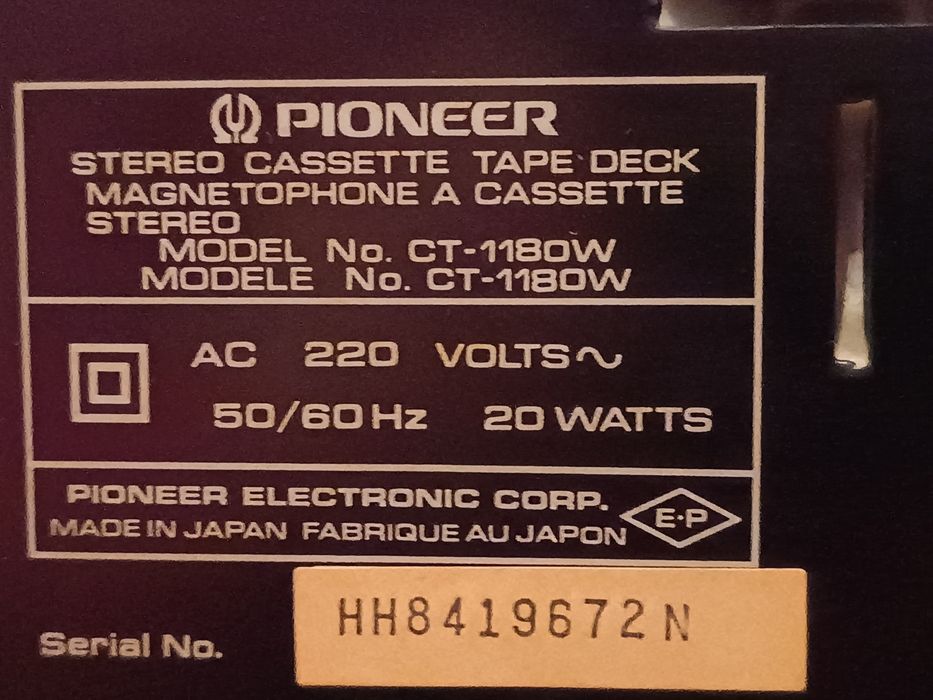 PIONEER
STEREO CASSETTE TAPE DECK
MAGNETOPHONE A CASSETTE
STEREO
MODEL No. CT-1180W
MODELE No. CT-1180W
AC 220 VOLTS~
50/60Hz 20 WATTS
PIONEER ELECTRONIC CORP.
MADE IN JAPAN FABRIQUE AU JAPON
E·P
Serial No. HH8419672N